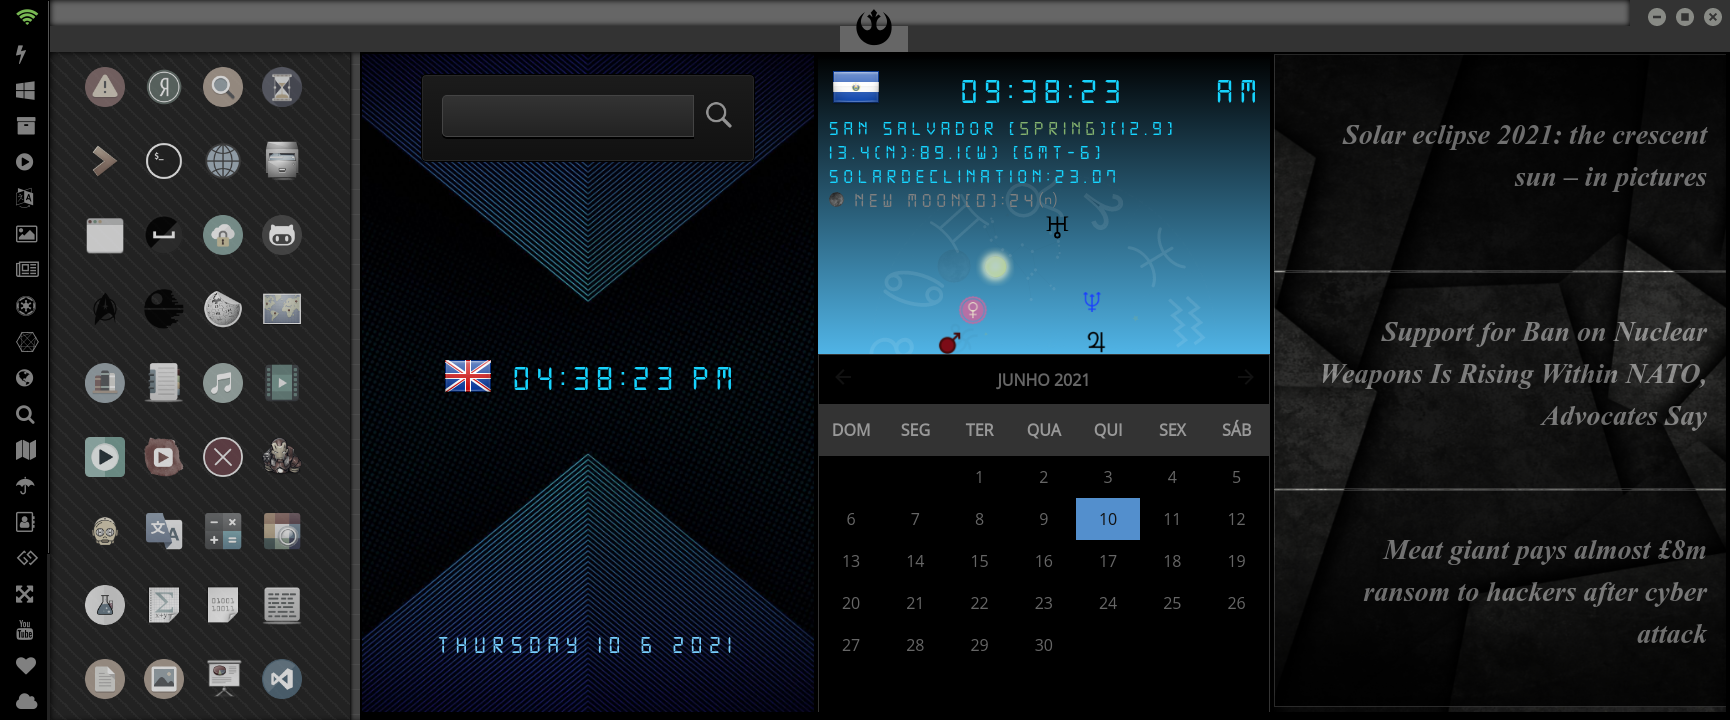 09:38:23 AM
SAN SALVADOR [SPRING][12.9]
13.4(N):89.1(W) [GMT-6]
SOLARDECLINATION:23.07
NEW MOON[0]:24(n)
04:38:23 PM
THURSDAY 10 6 2021
JUNHO 2021
DOM SEG TER QUA QUI SEX SÁB
1 2 3 4 5
6 7 8 9 10 11 12
13 14 15 16 17 18 19
20 21 22 23 24 25 26
27 28 29 30
Solar eclipse 2021: the crescent
sun – in pictures
Support for Ban on Nuclear
Weapons Is Rising Within NATO,
Advocates Say
Meat giant pays almost £8m
ransom to hackers after cyber
attack
You
Tube
Я
$_
文 A
01001
10011
Σ